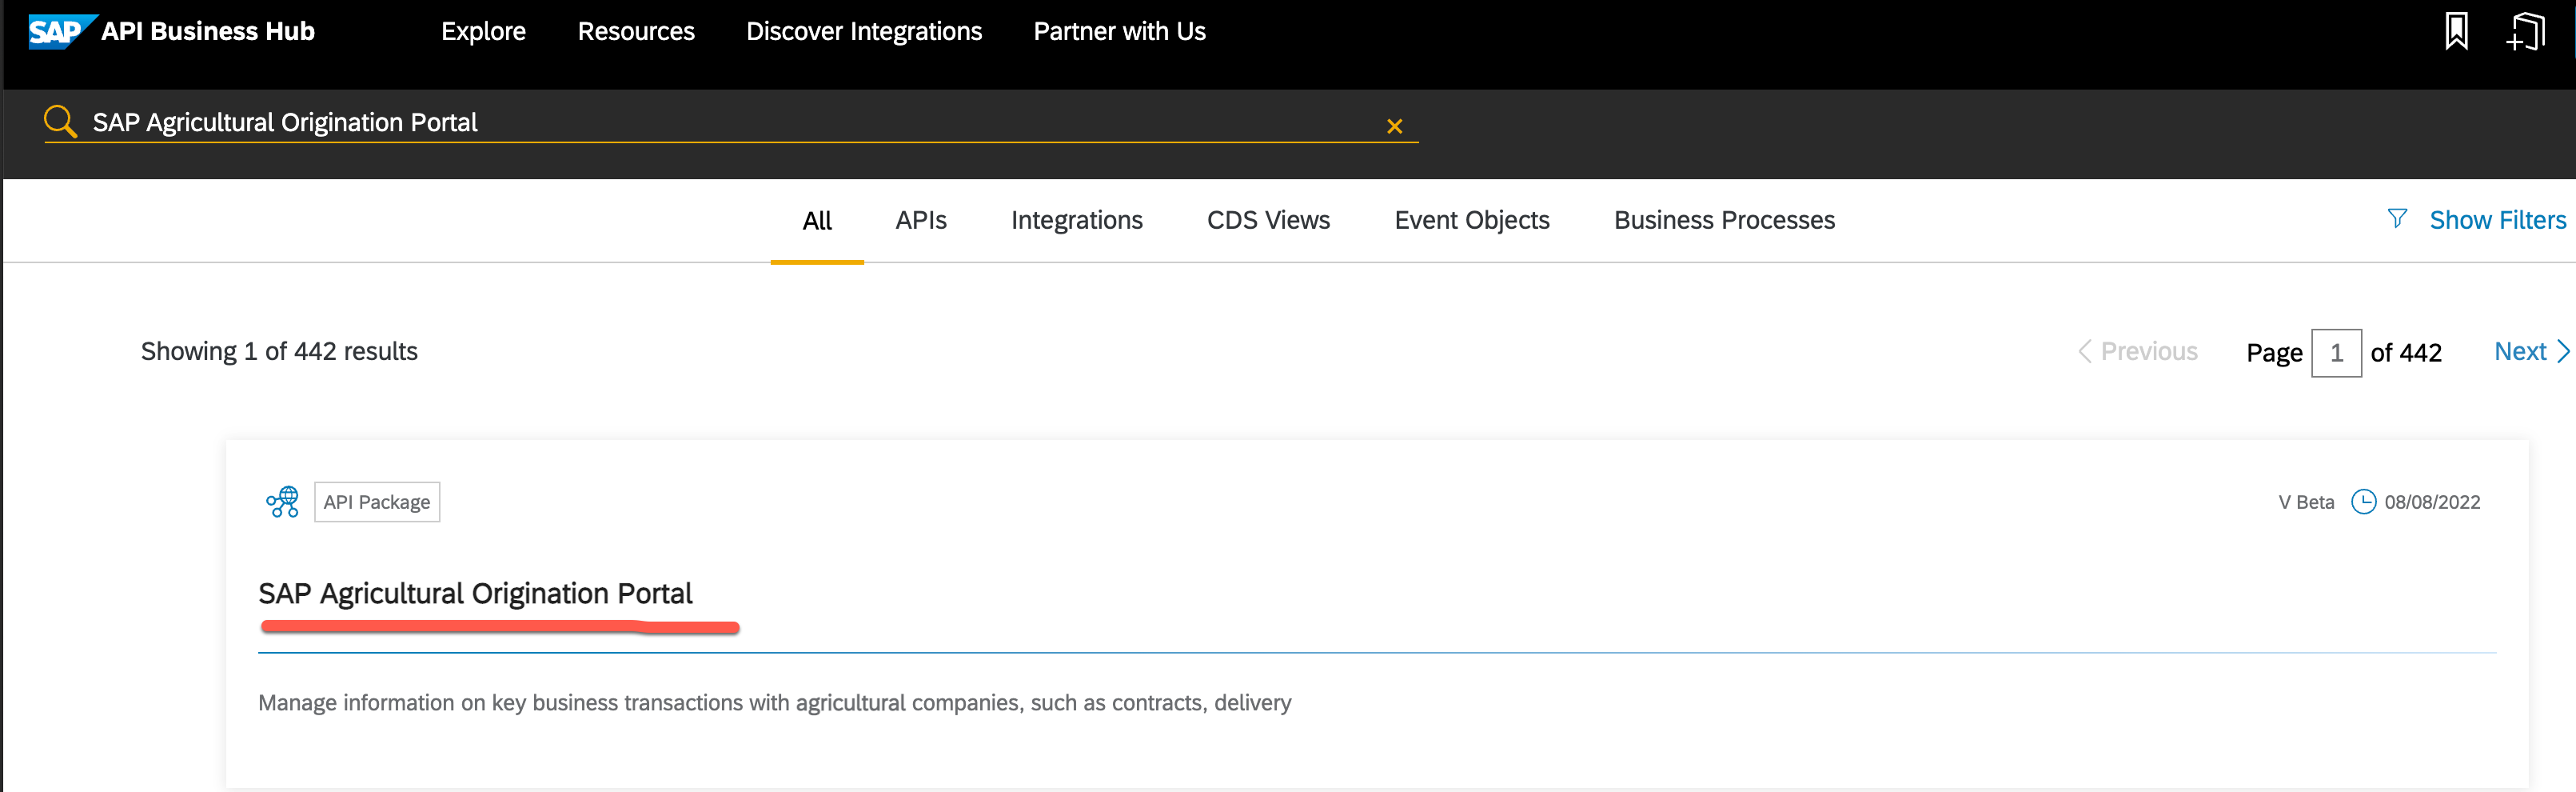 SAP API Business Hub Explore Resources Discover Integrations Partner with Us
SAP Agricultural Origination Portal
All APIs Integrations CDS Views Event Objects Business Processes Show Filters
Showing 1 of 442 results Previous Page 1 of 442 Next
API Package V Beta 08/08/2022
SAP Agricultural Origination Portal
Manage information on key business transactions with agricultural companies, such as contracts, delivery